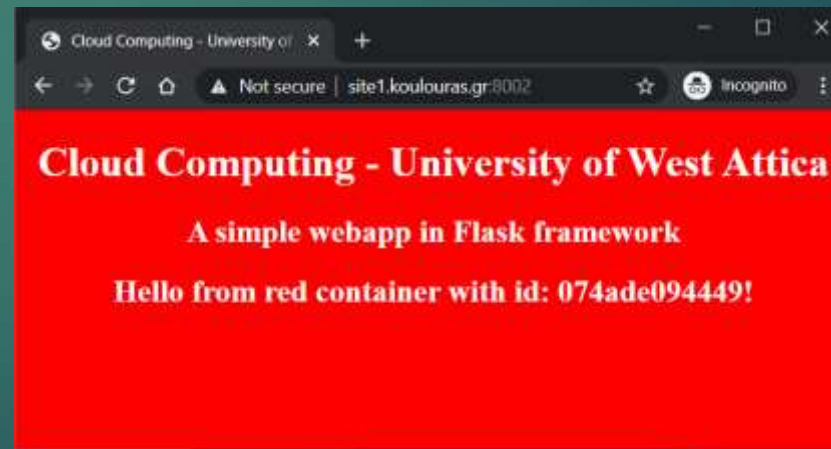 Cloud Computing - University of
Not secure | site1.koulouras.gr:8002
Incognito
Cloud Computing - University of West Attica
A simple webapp in Flask framework
Hello from red container with id: 074ade094449!